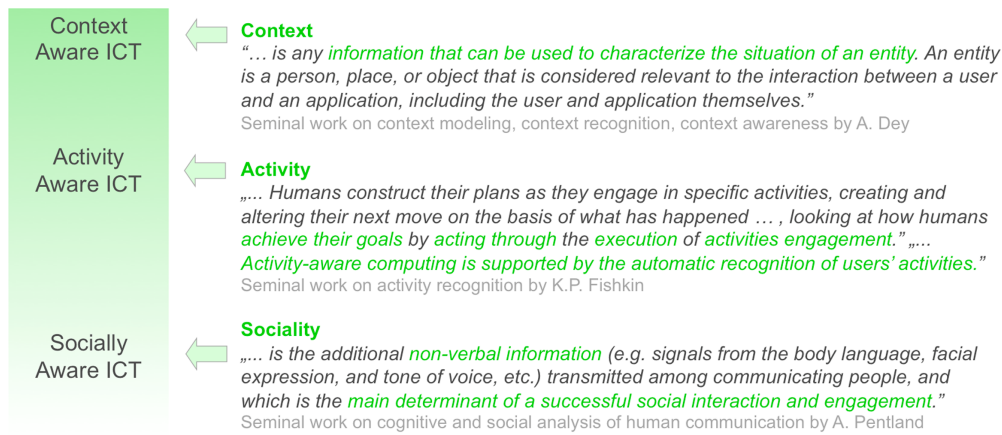 Context
Aware ICT
Context
“… is any information that can be used to characterize the situation of an entity. An entity
is a person, place, or object that is considered relevant to the interaction between a user
and an application, including the user and application themselves.”
Seminal work on context modeling, context recognition, context awareness by A. Dey
Activity
Aware ICT
Activity
„... Humans construct their plans as they engage in specific activities, creating and
altering their next move on the basis of what has happened … , looking at how humans
achieve their goals by acting through the execution of activities engagement.” „...
Activity-aware computing is supported by the automatic recognition of users’ activities.”
Seminal work on activity recognition by K.P. Fishkin
Socially
Aware ICT
Sociality
„... is the additional non-verbal information (e.g. signals from the body language, facial
expression, and tone of voice, etc.) transmitted among communicating people, and
which is the main determinant of a successful social interaction and engagement.”
Seminal work on cognitive and social analysis of human communication by A. Pentland